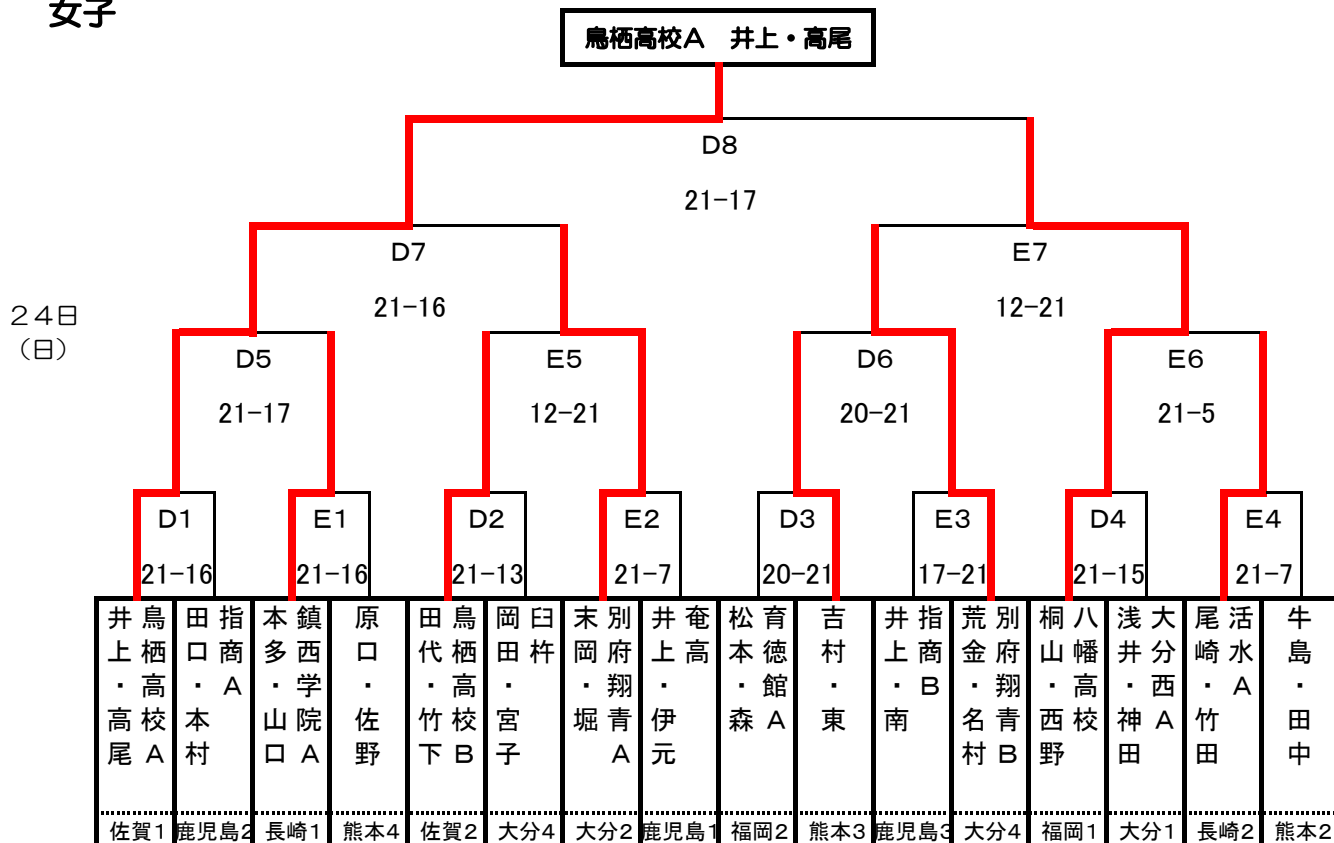 女子
鳥栖高校A　井上・高尾
D8
21-17
D7
E7
21-16
12-21
24日
（日）
D5
E5
D6
E6
21-17
12-21
20-21
21-5
D1
E1
D2
E2
D3
E3
D4
E4
21-16
21-16
21-13
21-7
20-21
17-21
21-15
21-7
鳥栖高校A
井上・高尾
指商A
田口・本村
鎮西学院A
本多・山口
原口・佐野
鳥栖高校B
田代・竹下
臼杵
岡田・宮子
別府翔青A
末岡・堀
奄高
井上・伊元
育徳館A
松本・森
吉村・東
指商B
井上・南
別府翔青B
荒金・名村
八幡高校
桐山・西野
大分西A
浅井・神田
活水A
尾崎・竹田
牛島・田中
佐賀1
鹿児島2
長崎1
熊本4
佐賀2
大分4
大分2
鹿児島1
福岡2
熊本3
鹿児島3
大分4
福岡1
大分1
長崎2
熊本2